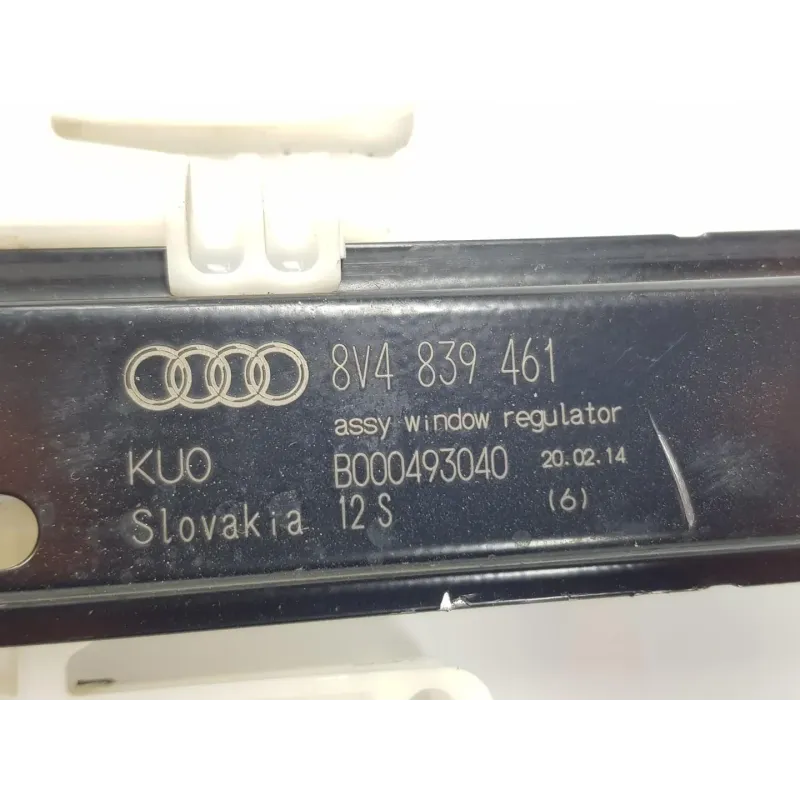 8V4 839 461
assy window regulator
KUO B000493040 20.02.14
Slovakia 12 S (6)